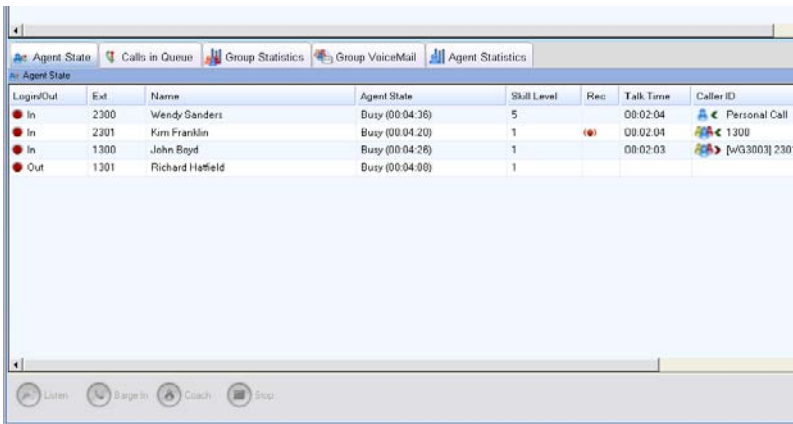 Agent State Calls in Queue Group Statistics Group VoiceMail Agent Statistics
Agent State
Login/Out Ext Name Agent State Skill Level Rec Talk Time Caller ID
In 2300 Wendy Sanders Busy (00:04:36) 5 00:02:04 Personal Call
In 2301 Kim Franklin Busy (00:04:20) 1 00:02:04 1300
In 1300 John Boyd Busy (00:04:26) 1 00:02:03 [WG3003] 2301
Out 1301 Richard Hatfield Busy (00:04:08) 1
Listen Barge In Coach Stop